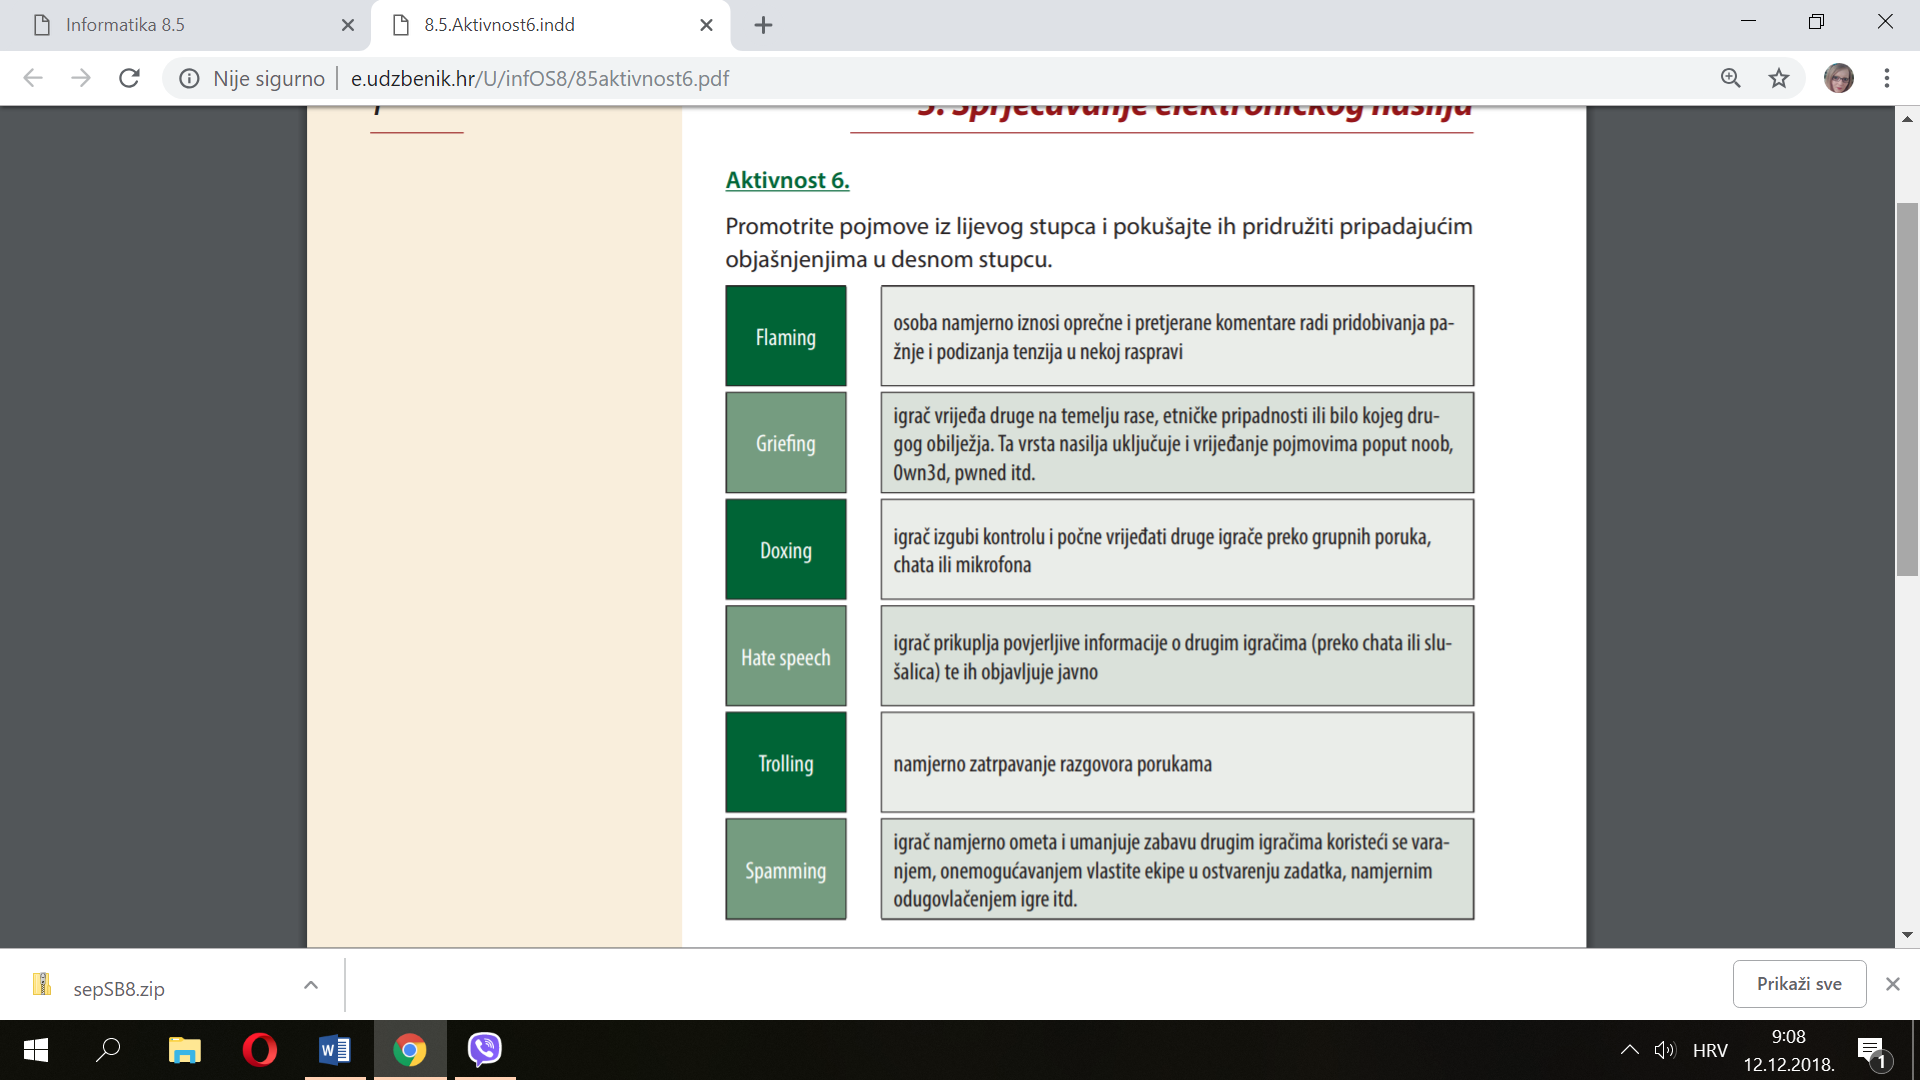 Informatika 8.5
8.5.Aktivnost6.indd
Nije sigurno
e.udzbenik.hr/U/infOS8/85aktivnost6.pdf
5. Sprječavanje elektroničkog nasilja
Aktivnost 6.
Promotrite pojmove iz lijevog stupca i pokušajte ih pridružiti pripadajućim
objašnjenjima u desnom stupcu.
Flaming
osoba namjerno iznosi oprečne i pretjerane komentare radi pridobivanja pa-
žnje i podizanja tenzija u nekoj raspravi
Griefing
igrač vrijeđa druge na temelju rase, etničke pripadnosti ili bilo kojeg dru-
gog obilježja. Ta vrsta nasilja uključuje i vrijeđanje pojmovima poput noob,
0wn3d, pwned itd.
Doxing
igrač izgubi kontrolu i počne vrijeđati druge igrače preko grupnih poruka,
chata ili mikrofona
Hate speech
igrač prikuplja povjerljive informacije o drugim igračima (preko chata ili slu-
šalica) te ih objavljuje javno
Trolling
namjerno zatrpavanje razgovora porukama
Spamming
igrač namjerno ometa i umanjuje zabavu drugim igračima koristeći se vara-
njem, onemogućavanjem vlastite ekipe u ostvarenju zadatka, namjernim
odugovlačenjem igre itd.
sepSB8.zip
Prikaži sve
HRV
9:08
12.12.2018.
1